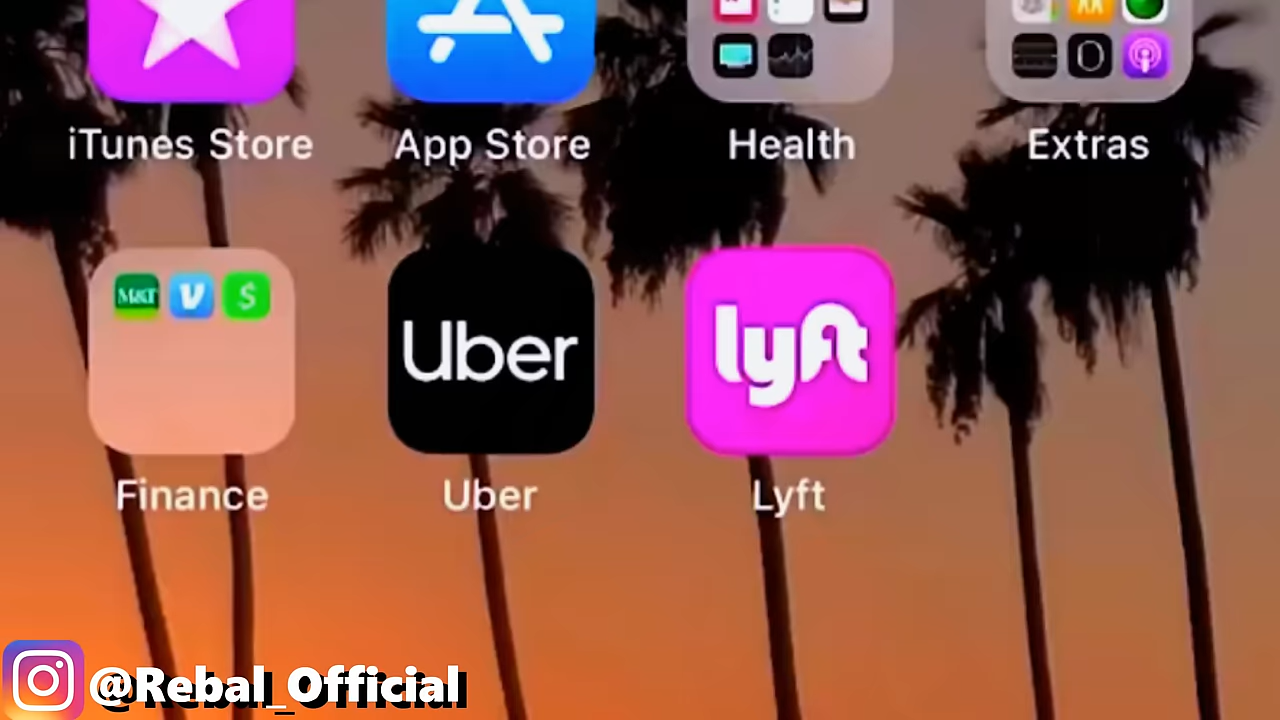 iTunes Store App Store Health Extras
M&T $
Uber lyft
Finance Uber Lyft
@Rebal_Official